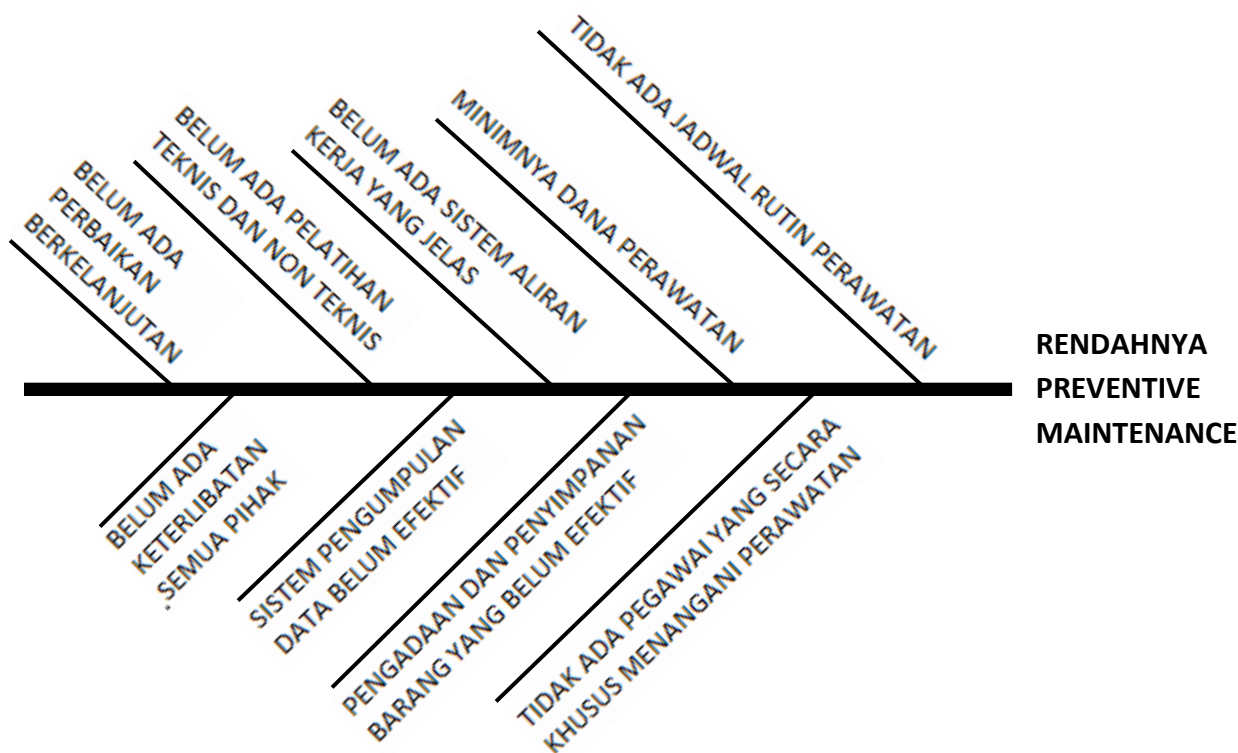 BELUM ADA
PERBAIKAN
BERKELANJUTAN
BELUM ADA PELATIHAN
TEKNIS DAN NON TEKNIS
BELUM ADA SISTEM ALIRAN
KERJA YANG JELAS
MINIMNYA DANA PERAWATAN
TIDAK ADA JADWAL RUTIN PERAWATAN
RENDAHNYA
PREVENTIVE
MAINTENANCE
BELUM ADA
KETERLIBATAN
SEMUA PIHAK
SISTEM PENGUMPULAN
DATA BELUM EFEKTIF
PENGADAAN DAN PENYIMPANAN
BARANG YANG BELUM EFEKTIF
TIDAK ADA PEGAWAI YANG SECARA
KHUSUS MENANGANI PERAWATAN